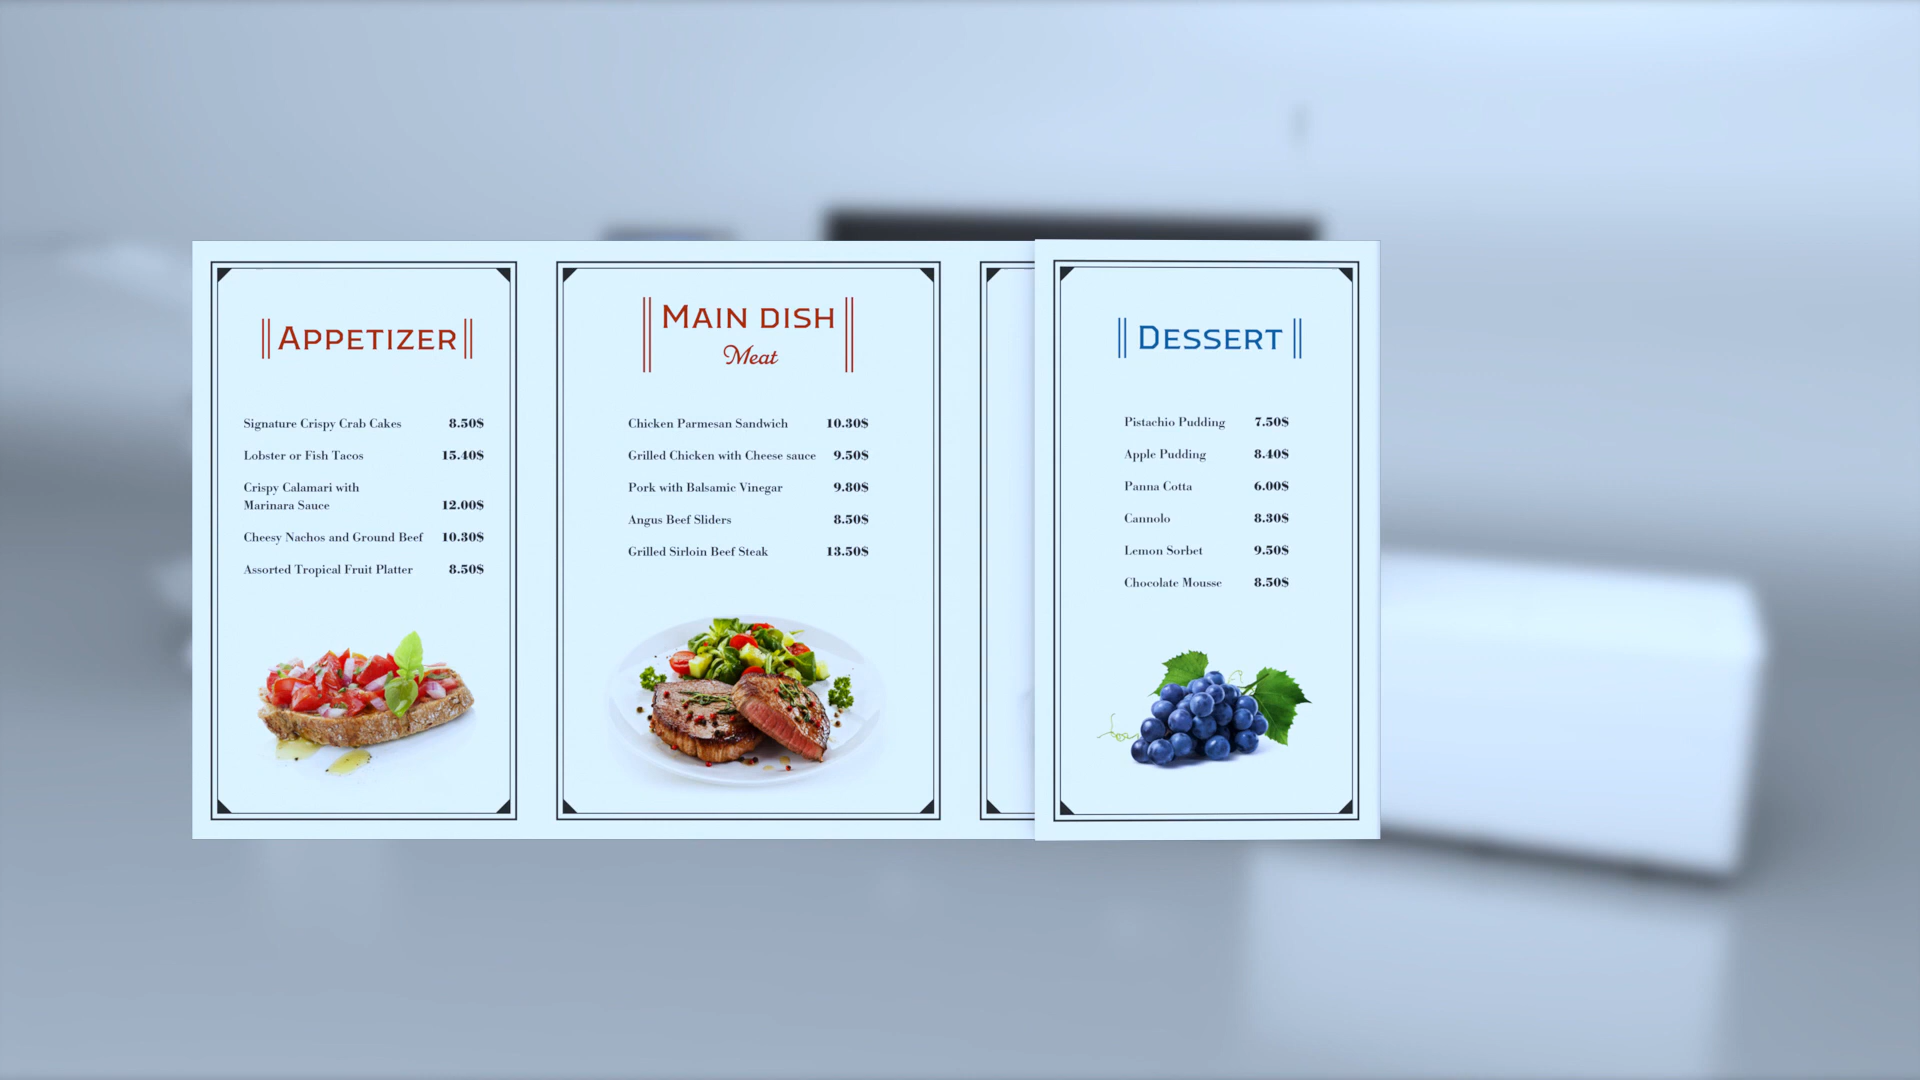 APPETIZER
Signature Crispy Crab Cakes 8.50$
Lobster or Fish Tacos 15.40$
Crispy Calamari with
Marinara Sauce 12.00$
Cheesy Nachos and Ground Beef 10.30$
Assorted Tropical Fruit Platter 8.50$
MAIN DISH
Meat
Chicken Parmesan Sandwich 10.30$
Grilled Chicken with Cheese sauce 9.50$
Pork with Balsamic Vinegar 9.80$
Angus Beef Sliders 8.50$
Grilled Sirloin Beef Steak 13.50$
DESSERT
Pistachio Pudding 7.50$
Apple Pudding 8.40$
Panna Cotta 6.00$
Cannolo 8.30$
Lemon Sorbet 9.50$
Chocolate Mousse 8.50$